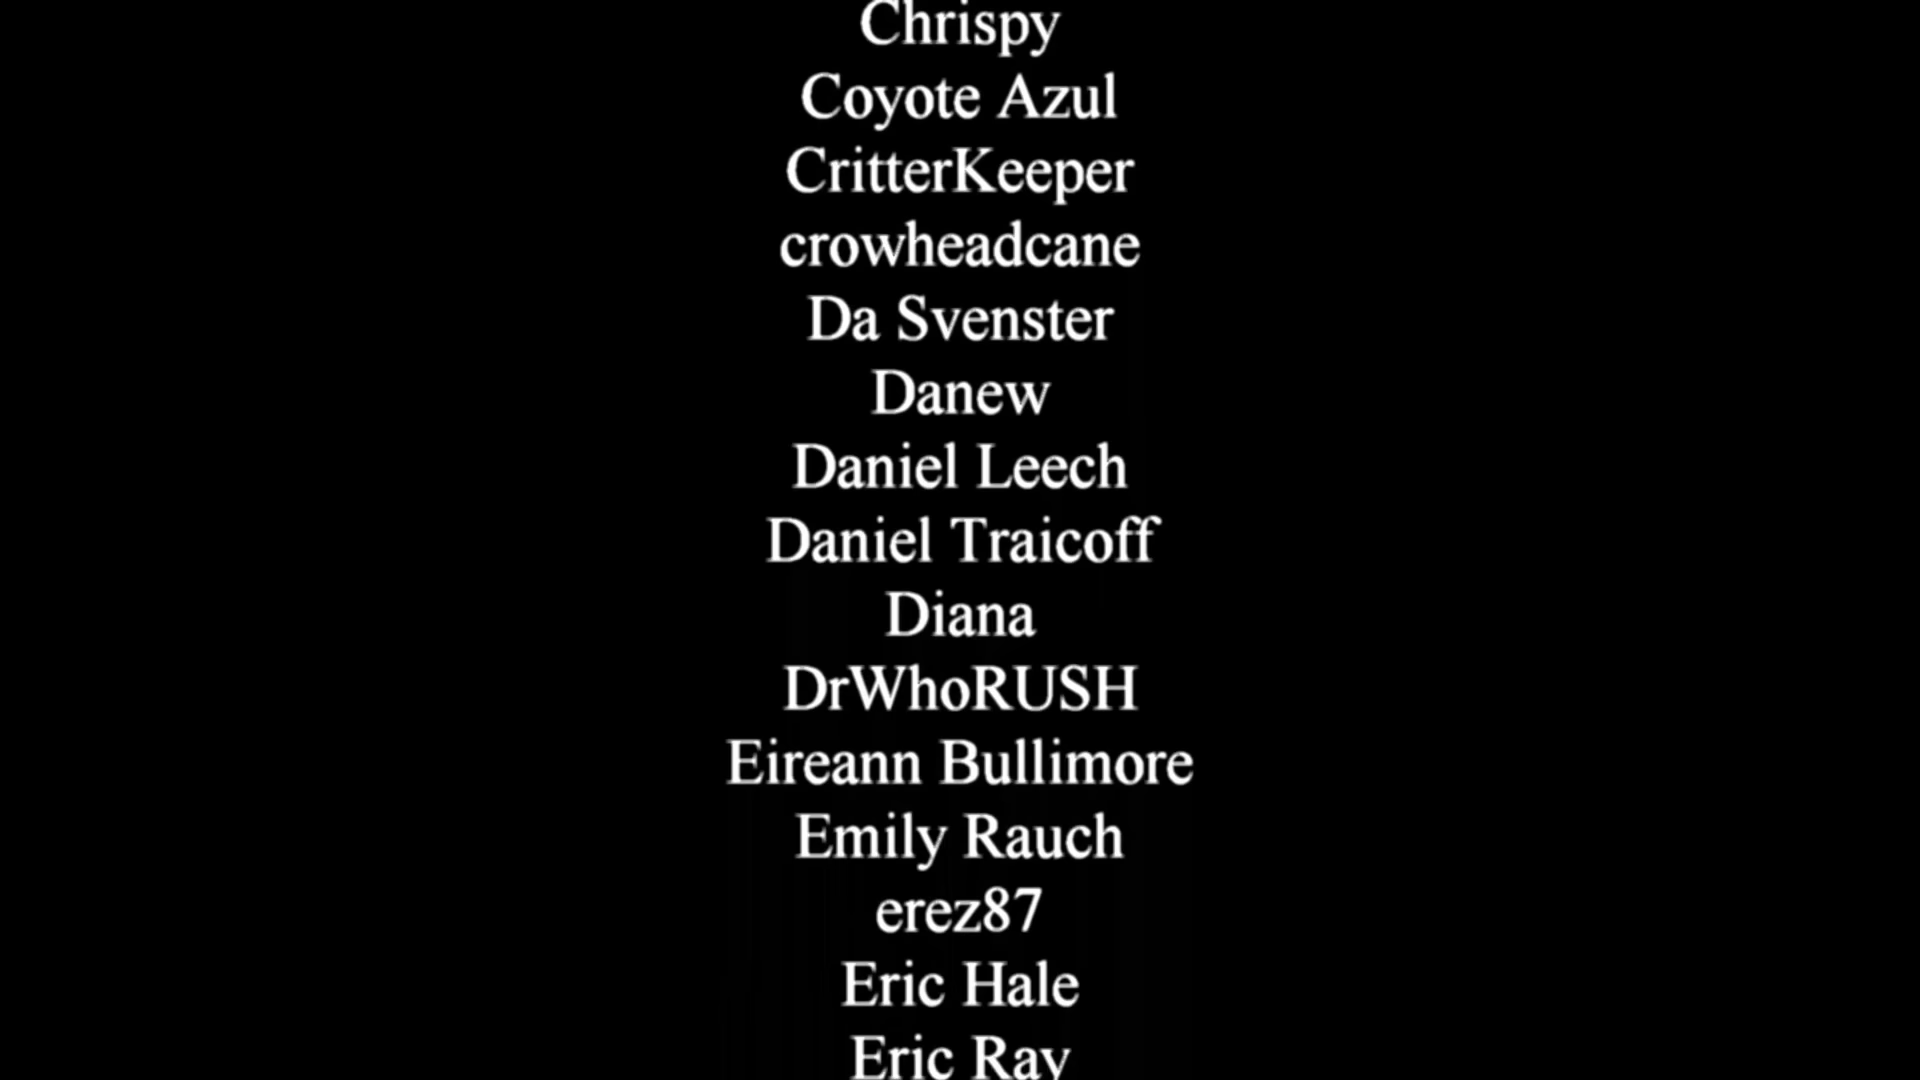 Chrispy
Coyote Azul
CritterKeeper
crowheadcane
Da Svenster
Danew
Daniel Leech
Daniel Traicoff
Diana
DrWhoRUSH
Eireann Bullimore
Emily Rauch
erez87
Eric Hale
Eric Ray